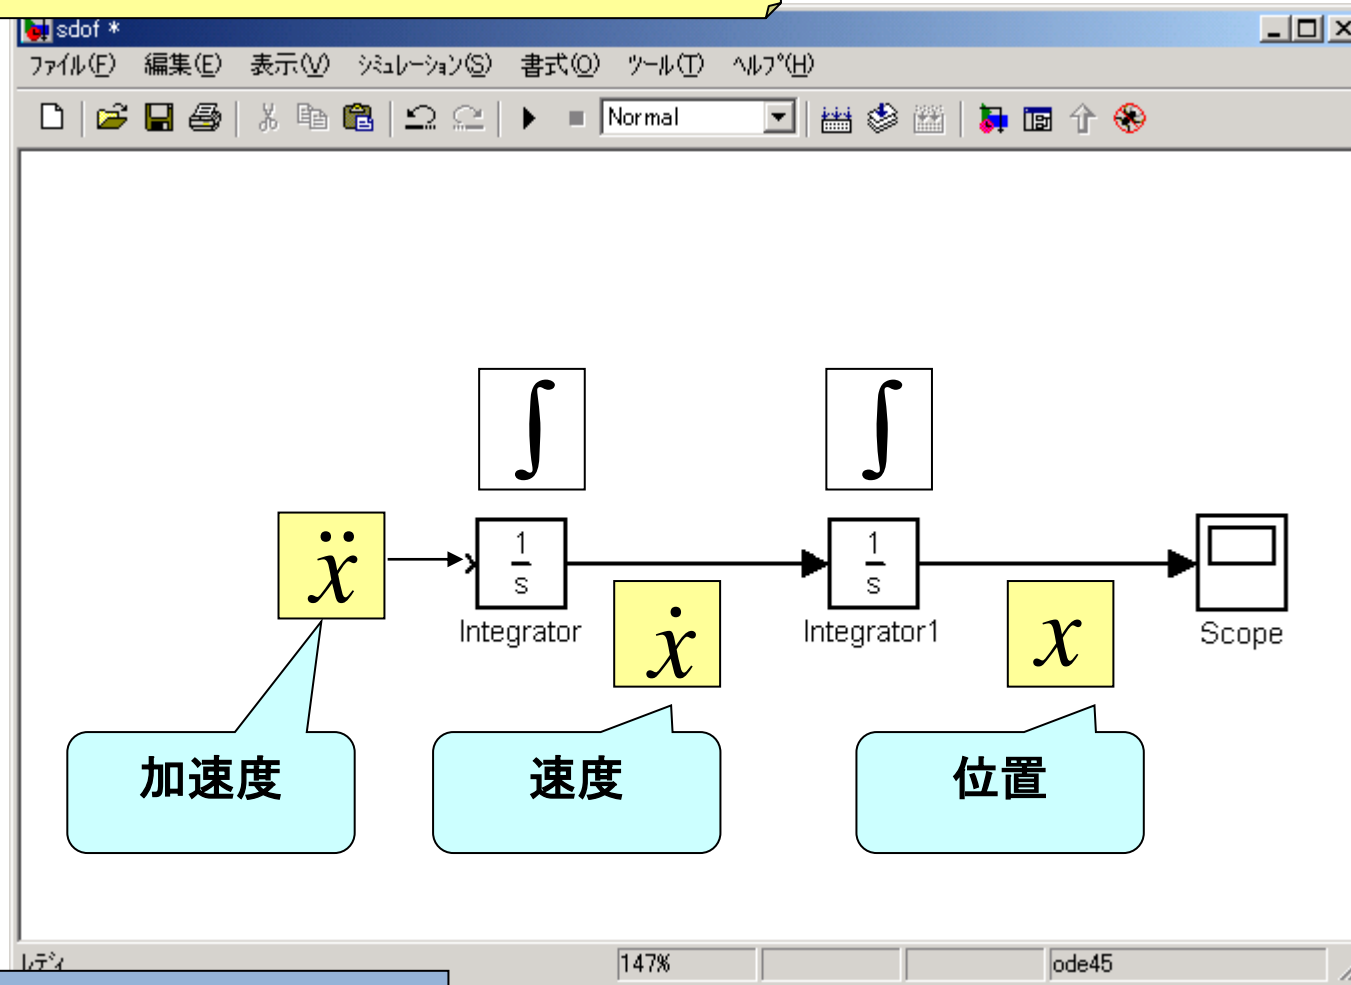 sdof *
ファイル(F) 編集(E) 表示(V) シミュレーション(S) 書式(O) ツール(T) ヘルプ(H)
Normal
∫ ∫
ẍ
1
s
1
s
Integrator
ẋ
Integrator1
x
Scope
加速度
速度
位置
レディ
147%
ode45